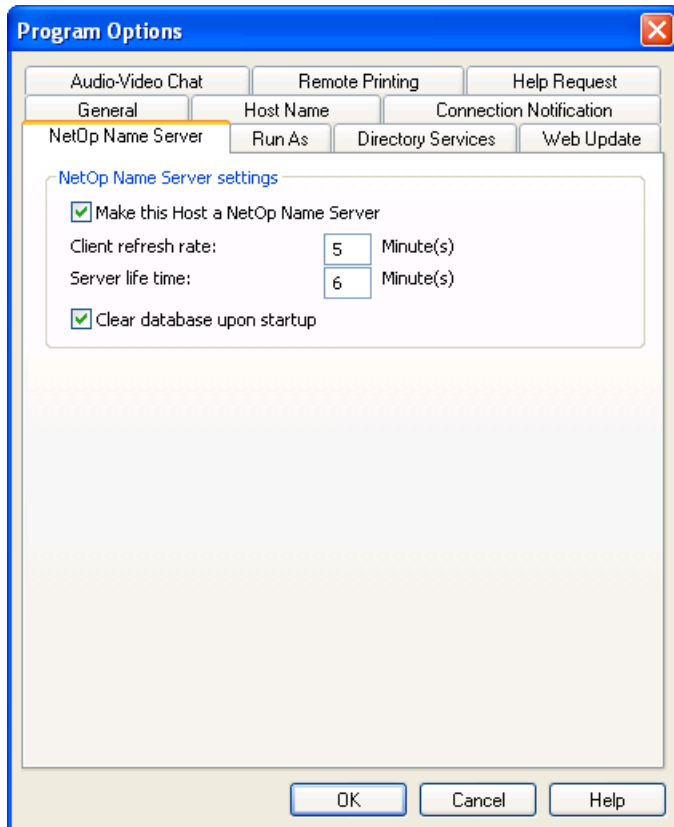 Program Options
Audio-Video Chat Remote Printing Help Request
General Host Name Connection Notification
NetOp Name Server Run As Directory Services Web Update
NetOp Name Server settings
Make this Host a NetOp Name Server
Client refresh rate: 5 Minute(s)
Server life time: 6 Minute(s)
Clear database upon startup
OK Cancel Help